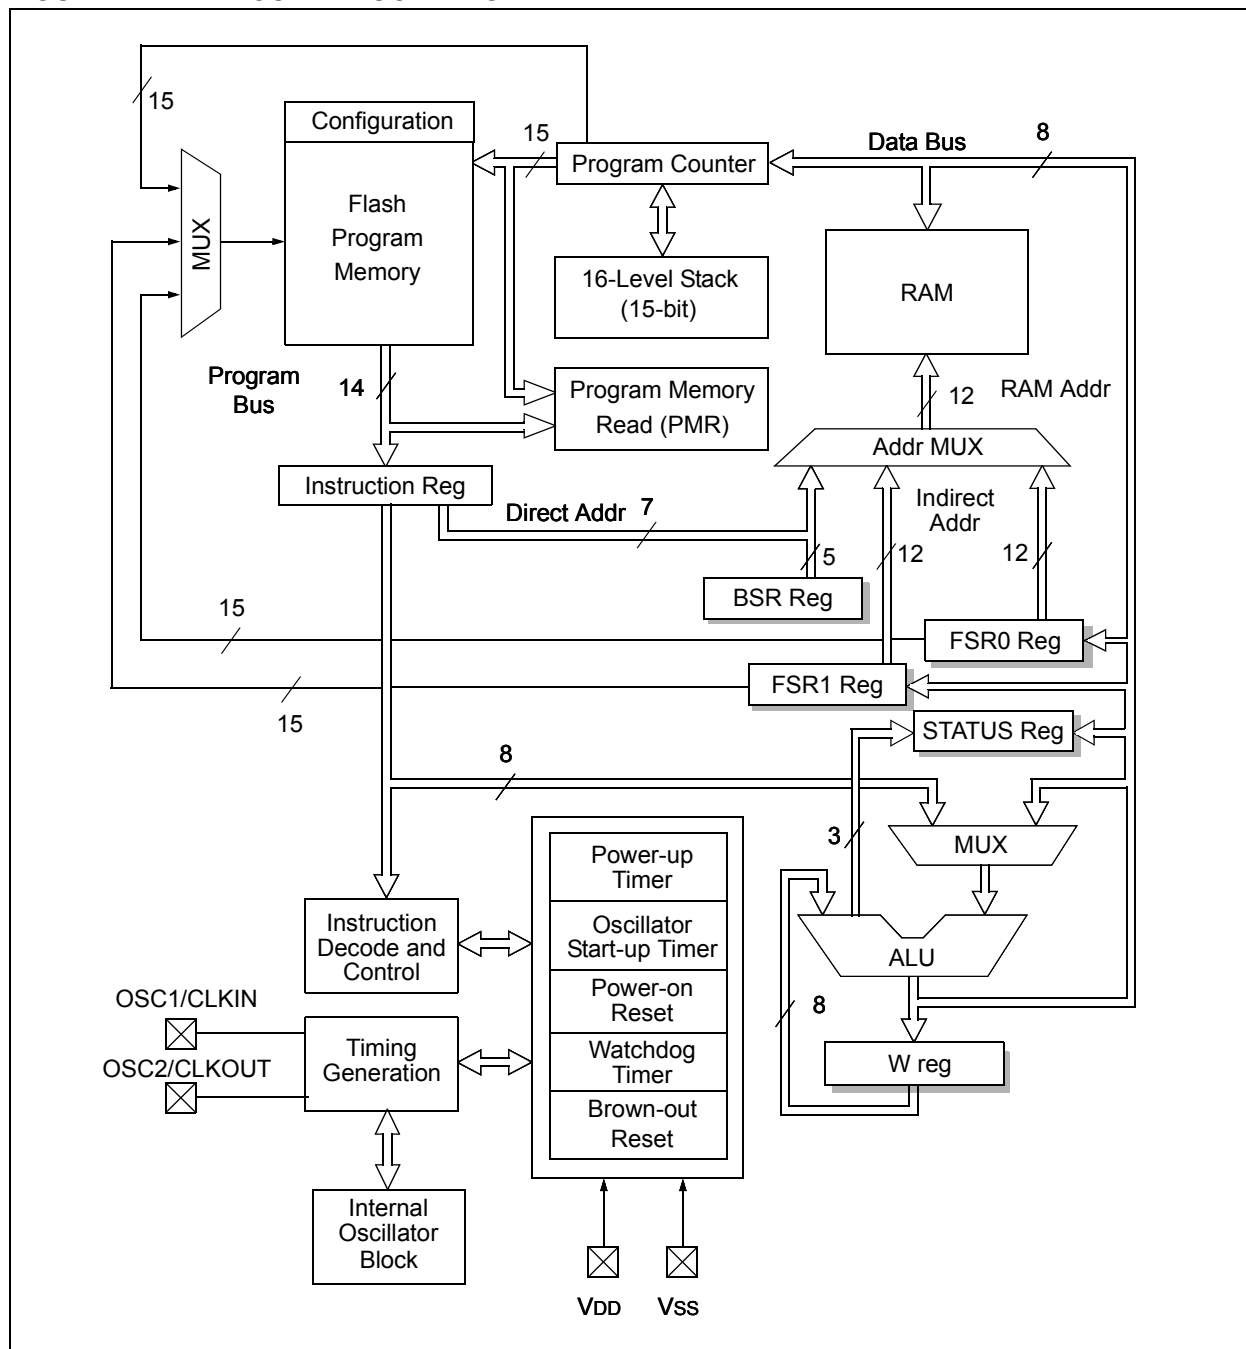 15
Configuration
15
Program Counter
Data Bus
8
Flash
Program
Memory
MUX
16-Level Stack
(15-bit)
RAM
Program
Bus
14
Program Memory
Read (PMR)
12
RAM Addr
Addr MUX
Instruction Reg
Direct Addr
7
Indirect
Addr
5
12
12
BSR Reg
15
FSR0 Reg
FSR1 Reg
15
STATUS Reg
8
3
MUX
Power-up
Timer
Oscillator
Start-up Timer
Power-on
Reset
Watchdog
Timer
Brown-out
Reset
Instruction
Decode and
Control
ALU
OSC1/CLKIN
8
OSC2/CLKOUT
Timing
Generation
W reg
Internal
Oscillator
Block
VDD
VSS